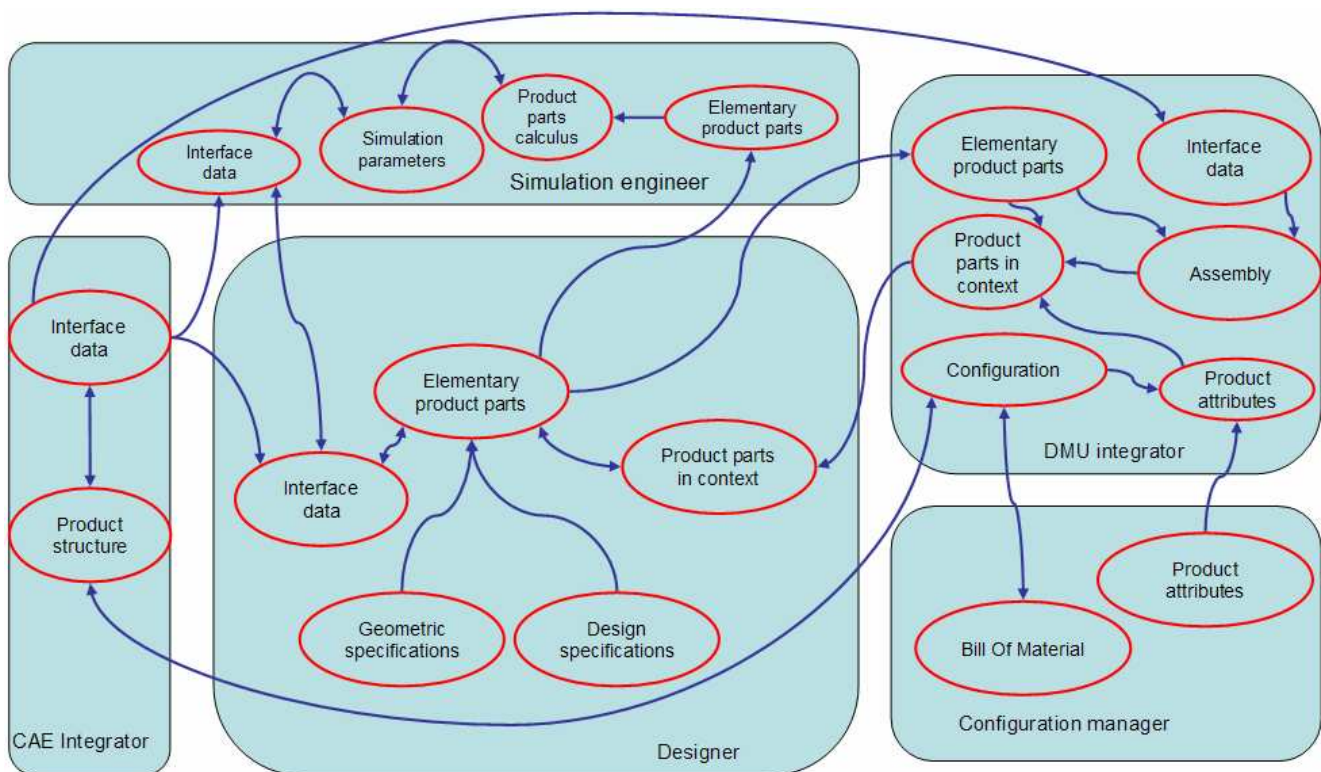 Product
parts
calculus
Elementary
product parts
Simulation
parameters
Interface
data
Simulation engineer
Elementary
product parts
Interface
data
Product
parts in
context
Assembly
Configuration
Product
attributes
DMU integrator
Interface
data
Product
structure
CAE Integrator
Elementary
product parts
Product parts
in context
Interface
data
Geometric
specifications
Design
specifications
Designer
Product
attributes
Bill Of Material
Configuration manager